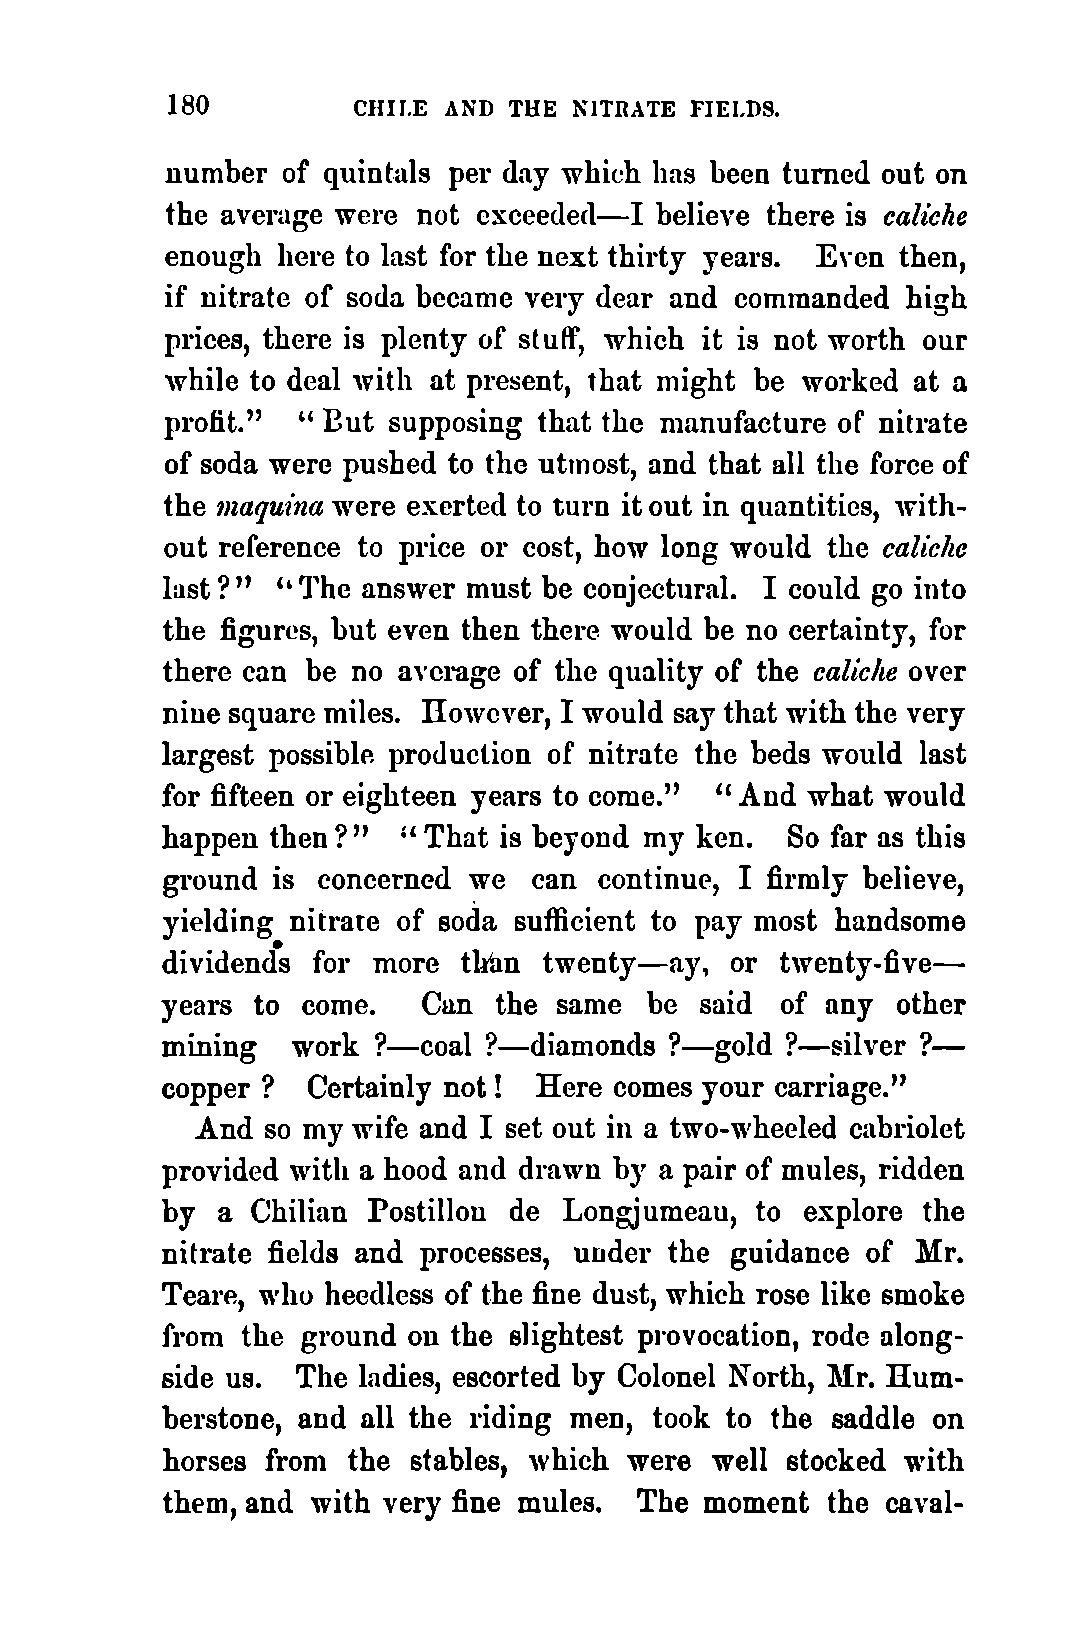 180 CHILE AND THE NITRATE FIELDS.
number of quintals per day which has been turned out on
the average were not exceeded—I believe there is caliche
enough here to last for the next thirty years. Even then,
if nitrate of soda became very dear and commanded high
prices, there is plenty of stuff, which it is not worth our
while to deal with at present, that might be worked at a
profit." "But supposing that the manufacture of nitrate
of soda were pushed to the utmost, and that all the force of
the maquina were exerted to turn it out in quantities, with-
out reference to price or cost, how long would the caliche
last?" "The answer must be conjectural. I could go into
the figures, but even then there would be no certainty, for
there can be no average of the quality of the caliche over
nine square miles. However, I would say that with the very
largest possible production of nitrate the beds would last
for fifteen or eighteen years to come." "And what would
happen then?" "That is beyond my ken. So far as this
ground is concerned we can continue, I firmly believe,
yielding nitrate of soda sufficient to pay most handsome
dividends for more than twenty—ay, or twenty-five—
years to come. Can the same be said of any other
mining work ?—coal ?—diamonds ?—gold ?—silver ?—
copper ? Certainly not! Here comes your carriage."
And so my wife and I set out in a two-wheeled cabriolet
provided with a hood and drawn by a pair of mules, ridden
by a Chilian Postillon de Longjumeau, to explore the
nitrate fields and processes, under the guidance of Mr.
Teare, who heedless of the fine dust, which rose like smoke
from the ground on the slightest provocation, rode along-
side us. The ladies, escorted by Colonel North, Mr. Hum-
berstone, and all the riding men, took to the saddle on
horses from the stables, which were well stocked with
them, and with very fine mules. The moment the caval-